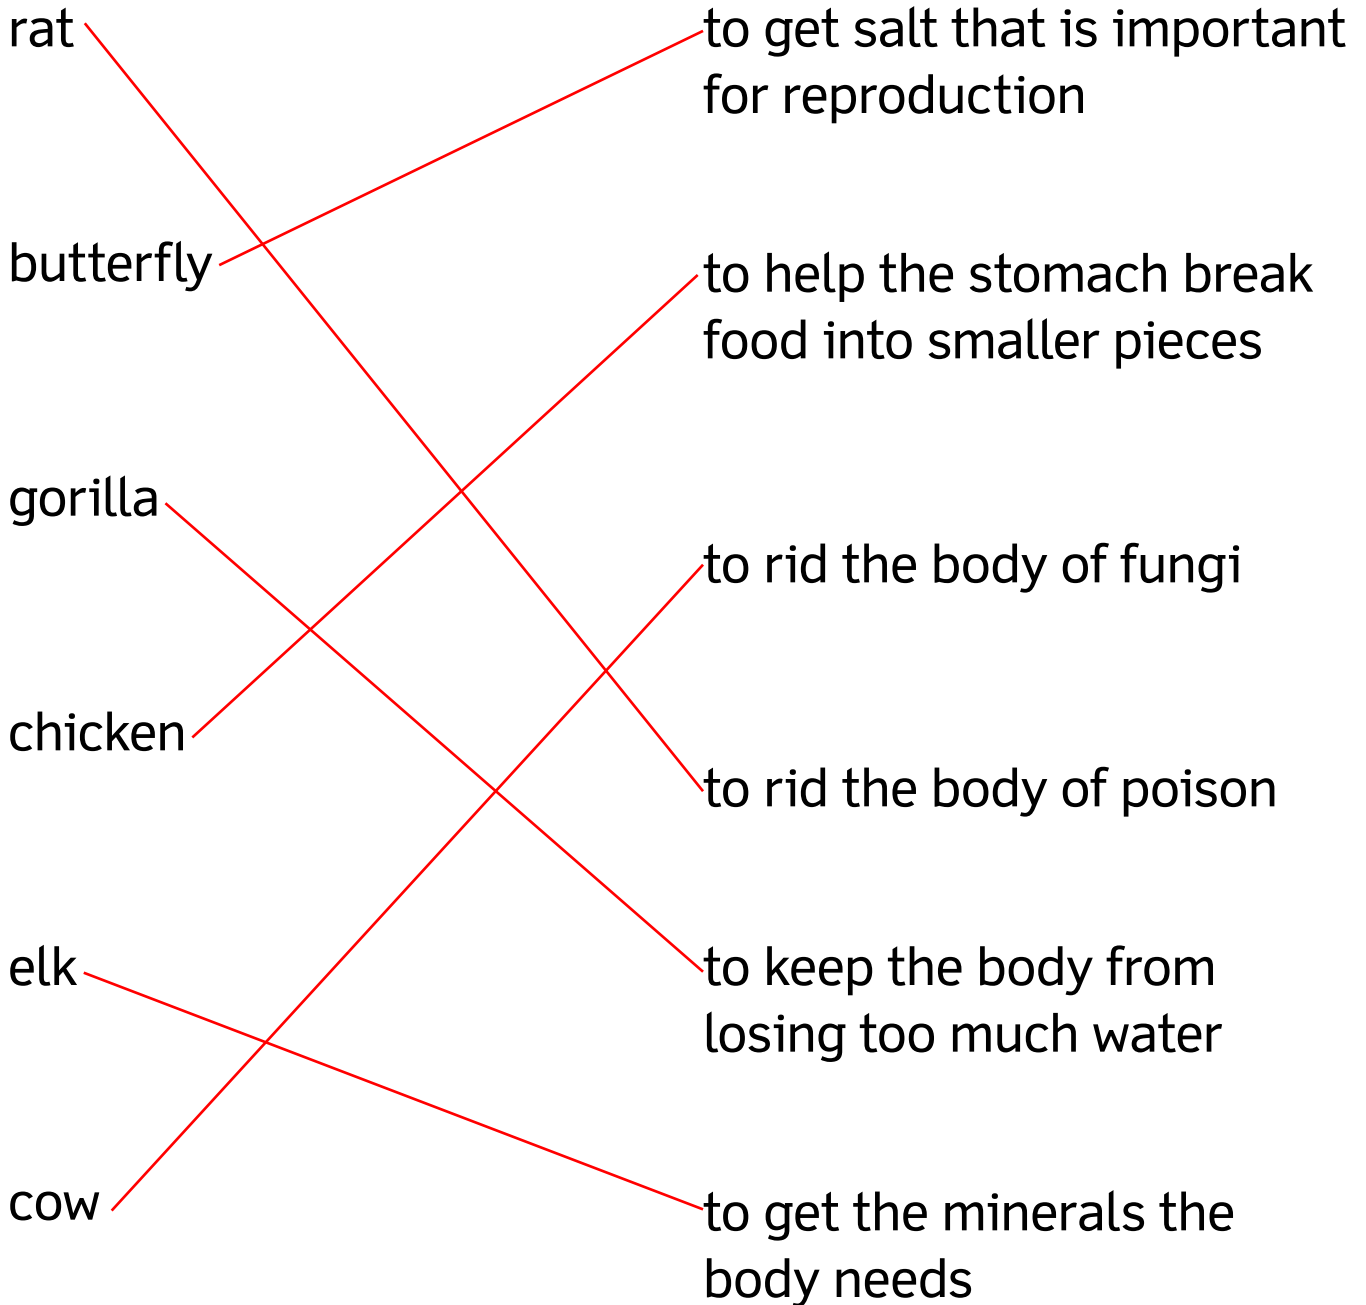 rat
butterfly
gorilla
chicken
elk
cow
to get salt that is important
for reproduction
to help the stomach break
food into smaller pieces
to rid the body of fungi
to rid the body of poison
to keep the body from
losing too much water
to get the minerals the
body needs